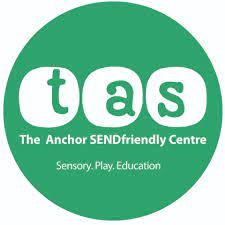 tas
The Anchor SENDfriendly Centre
Sensory. Play. Education